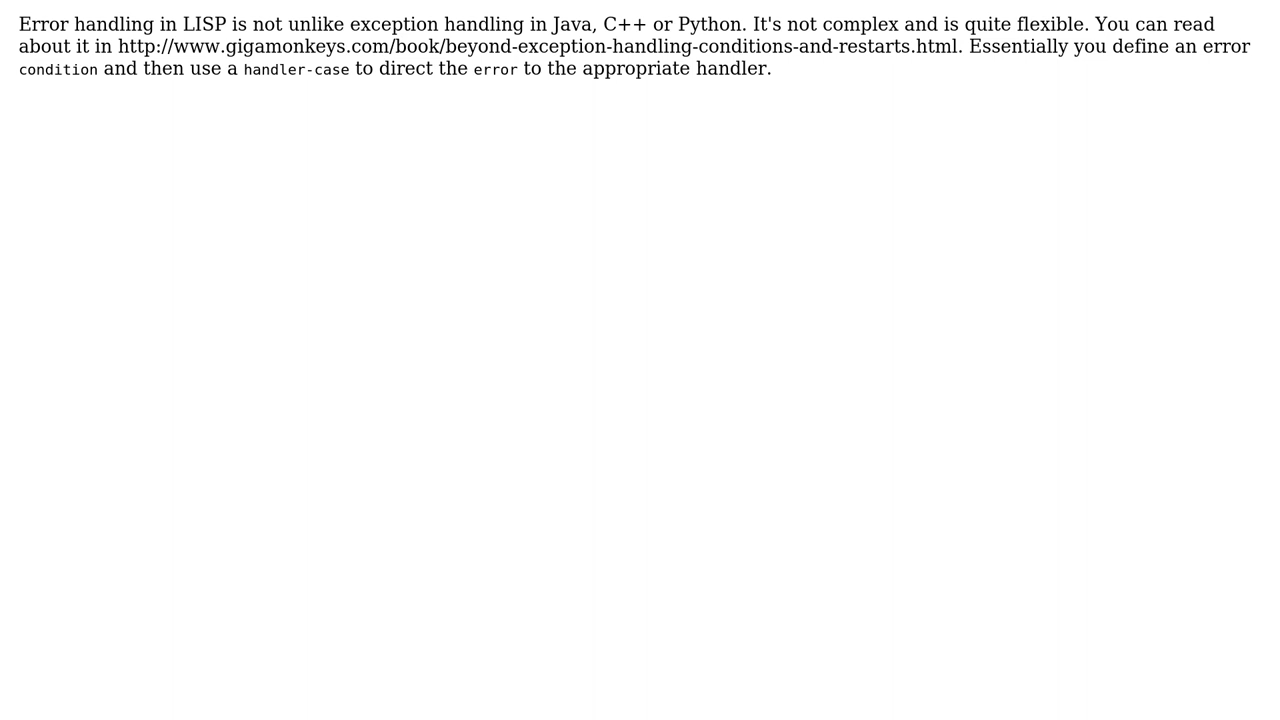 Error handling in LISP is not unlike exception handling in Java, C++ or Python. It's not complex and is quite flexible. You can read
about it in http://www.gigamonkeys.com/book/beyond-exception-handling-conditions-and-restarts.html. Essentially you define an error
condition and then use a handler-case to direct the error to the appropriate handler.